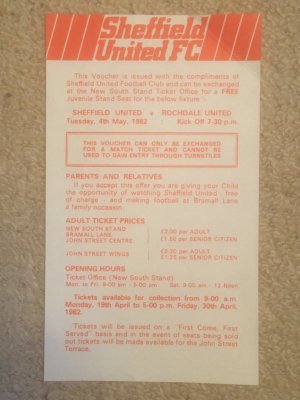 Sheffield
United FC
This Voucher is issued with the compliments of
Sheffield United Football Club and can be exchanged
at the New South Stand Ticket Office for a FREE
Juvenile Stand Seat for the below fixture :-
SHEFFIELD UNITED v ROCHDALE UNITED
Tuesday, 4th May, 1982 : Kick Off 7-30 p.m.
THIS VOUCHER CAN ONLY BE EXCHANGED
FOR A MATCH TICKET AND CANNOT BE
USED TO GAIN ENTRY THROUGH TURNSTILES
PARENTS AND RELATIVES
If you accept this offer you are giving your Child
the opportunity of watching Sheffield United - free
of charge - and making football at Bramall Lane
a family occasion.
ADULT TICKET PRICES
NEW SOUTH STAND £2.00 per ADULT
BRAMALL LANE
JOHN STREET CENTRE £1.60 per SENIOR CITIZEN
JOHN STREET WINGS per ADULT
£1.25 per SENIOR CITIZEN
OPENING HOURS
Ticket Office (New South Stand)
Mon. to Fri. 9-00 am - 5-00 pm Sat. 9-00 am - 12 Noon
Tickets available for collection from 9-00 a.m.
Monday, 19th April to 5-00 p.m. Friday, 30th April,
1982.
Tickets will be issued on a "First Come, First
Served" basis and in the event of seats being sold
out tickets will be made available for the John Street
Terrace.